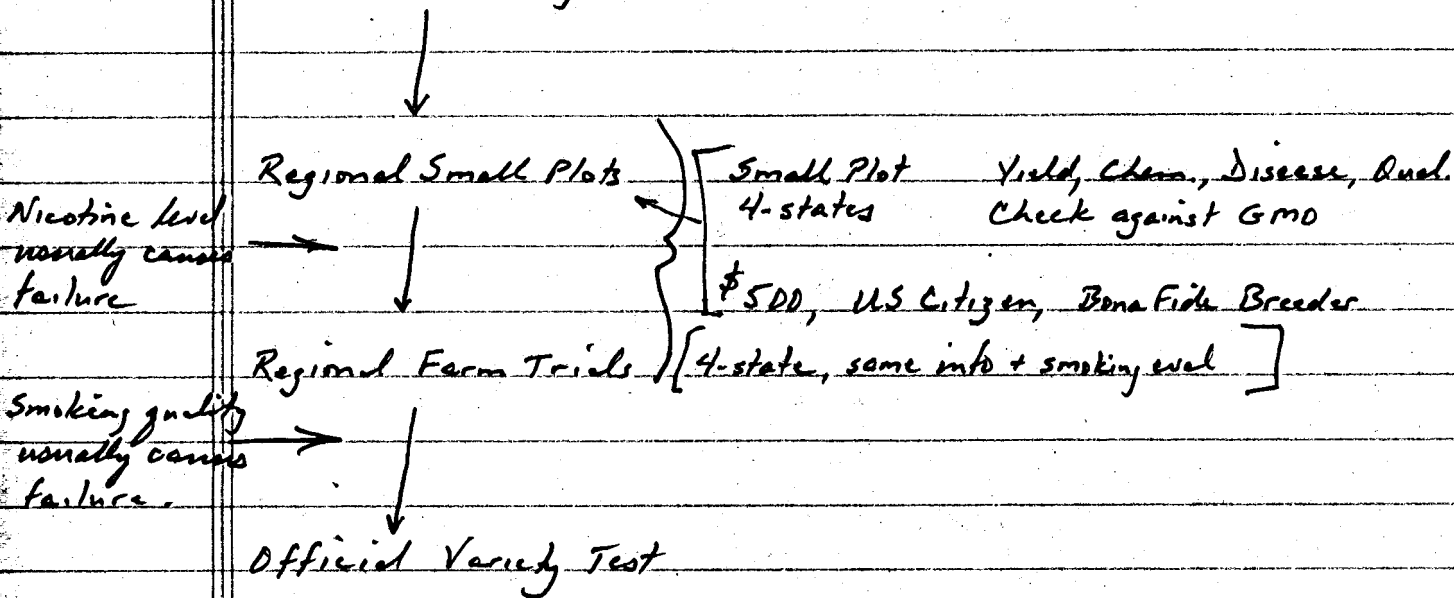 Regional Small Plots
[Small Plot Yield, Chem., Disease, Qual.
4-states Check against GMO
$500, US Citizen, Bona Fide Breeder
Nicotine level
usually causes
failure
Regional Farm Trials
[4-state, same info + smoking eval]
Smoking quality
usually causes
failure.
Official Variety Test